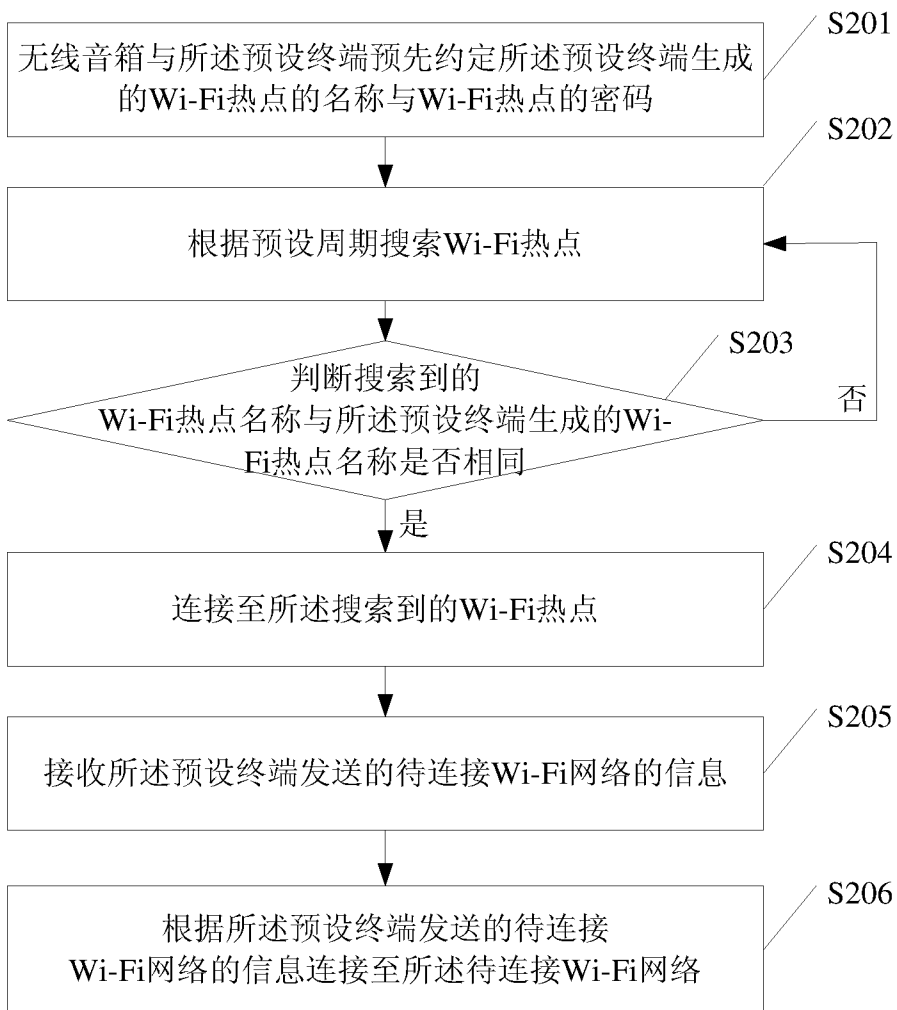 S201
无线音箱与所述预设终端预先约定所述预设终端生成
的Wi-Fi热点的名称与Wi-Fi热点的密码
S202
根据预设周期搜索Wi-Fi热点
S203
判断搜索到的
Wi-Fi热点名称与所述预设终端生成的Wi-
Fi热点名称是否相同
否
是
S204
连接至所述搜索到的Wi-Fi热点
S205
接收所述预设终端发送的待连接Wi-Fi网络的信息
S206
根据所述预设终端发送的待连接
Wi-Fi网络的信息连接至所述待连接Wi-Fi网络